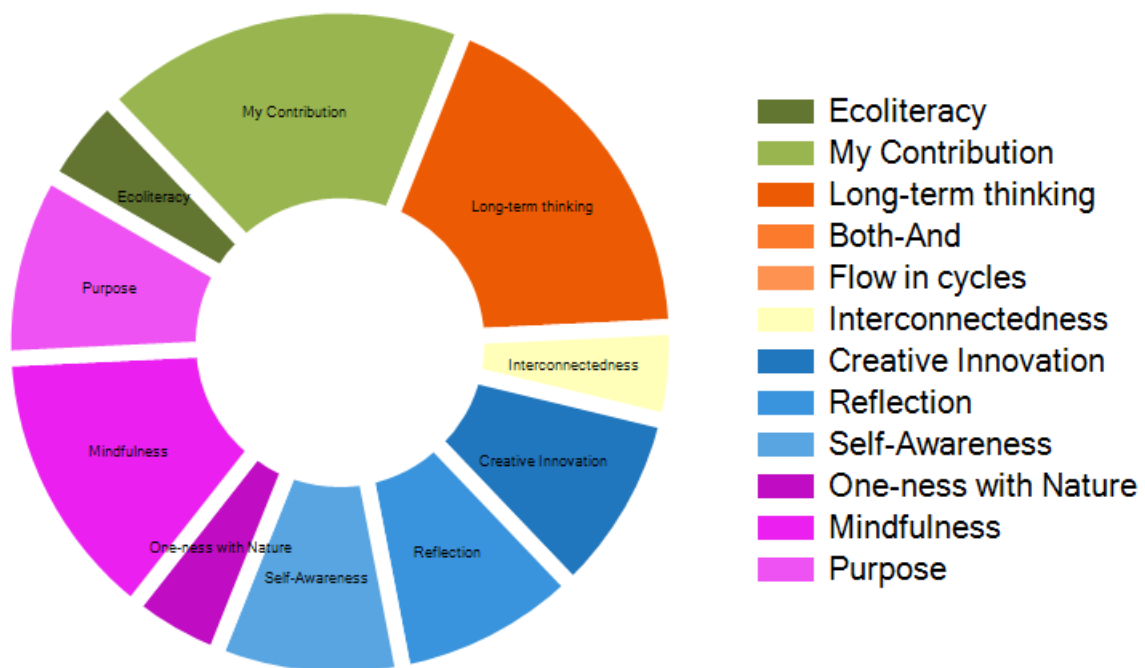 My Contribution
Ecoliteracy
Long-term thinking
Purpose
Interconnectedness
Mindfulness
Creative Innovation
One-ness with Nature
Reflection
Self-Awareness
Ecoliteracy
My Contribution
Long-term thinking
Both-And
Flow in cycles
Interconnectedness
Creative Innovation
Reflection
Self-Awareness
One-ness with Nature
Mindfulness
Purpose